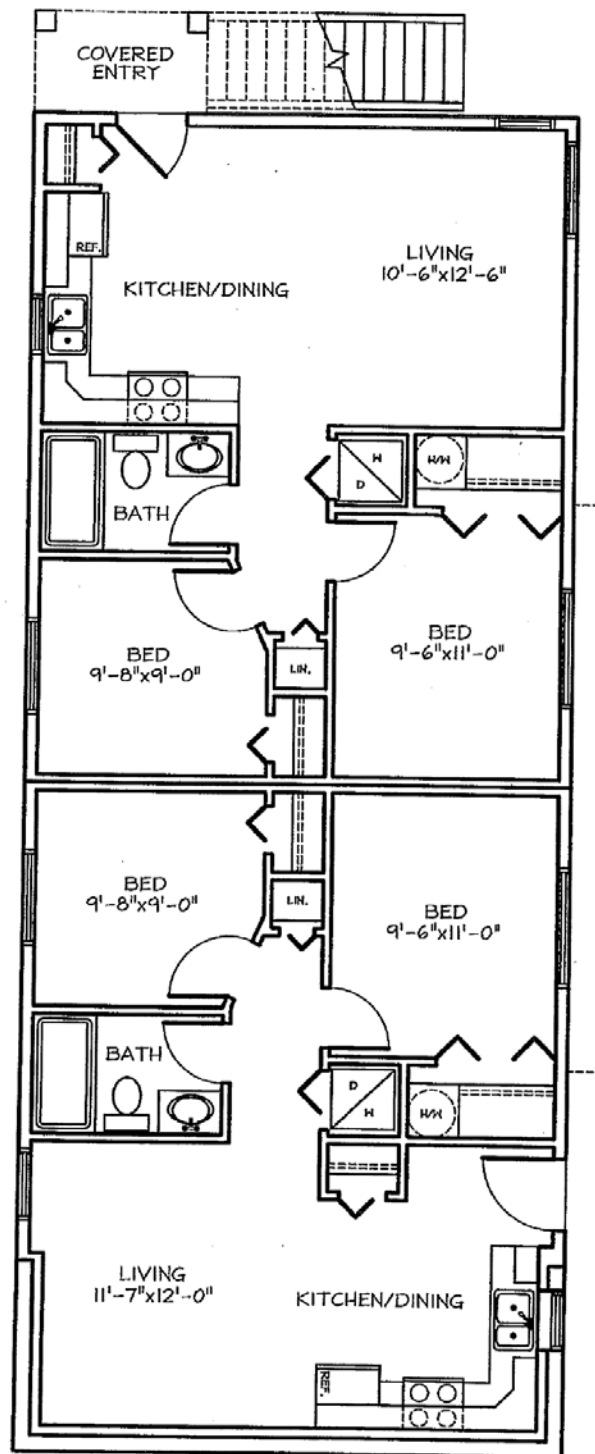 COVERED
ENTRY
REF.
LIVING
10'-6"x12'-6"
KITCHEN/DINING
W
D
H/W
BATH
BED
9'-8"x9'-0"
BED
9'-6"x11'-0"
LIN.
BED
9'-8"x9'-0"
LIN.
BED
9'-6"x11'-0"
BATH
D
W
H/W
LIVING
11'-7"x12'-0"
KITCHEN/DINING
REF.